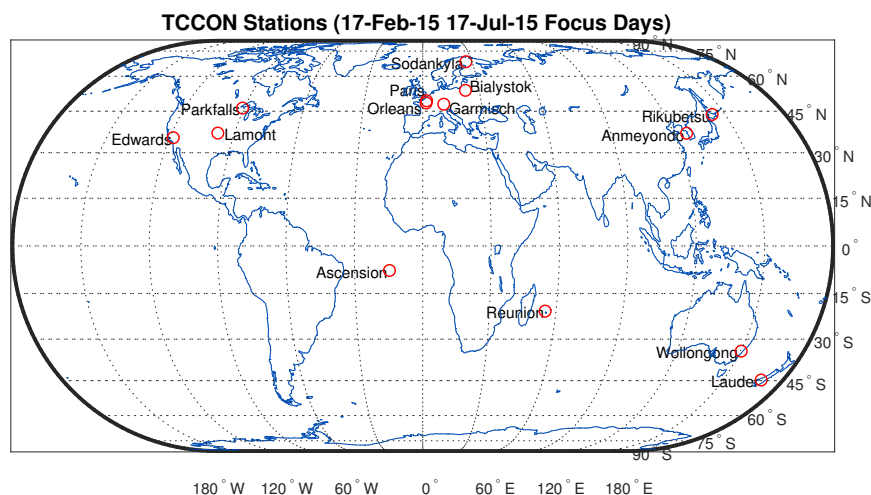 TCCON Stations (17-Feb-15 17-Jul-15 Focus Days)
90° N
75° N
Sodankyla
60° N
Paris
Bialystok
Parkfalls
Orleans
Garmisch
Rikubetsu
45° N
Edwards
Lamont
Anmeyondo
30° N
15° N
0°
Ascension
15° S
Reunion
30° S
Wollongong
Lauder
45° S
60° S
75° S
90° S
180° W 120° W 60° W 0° 60° E 120° E 180° E